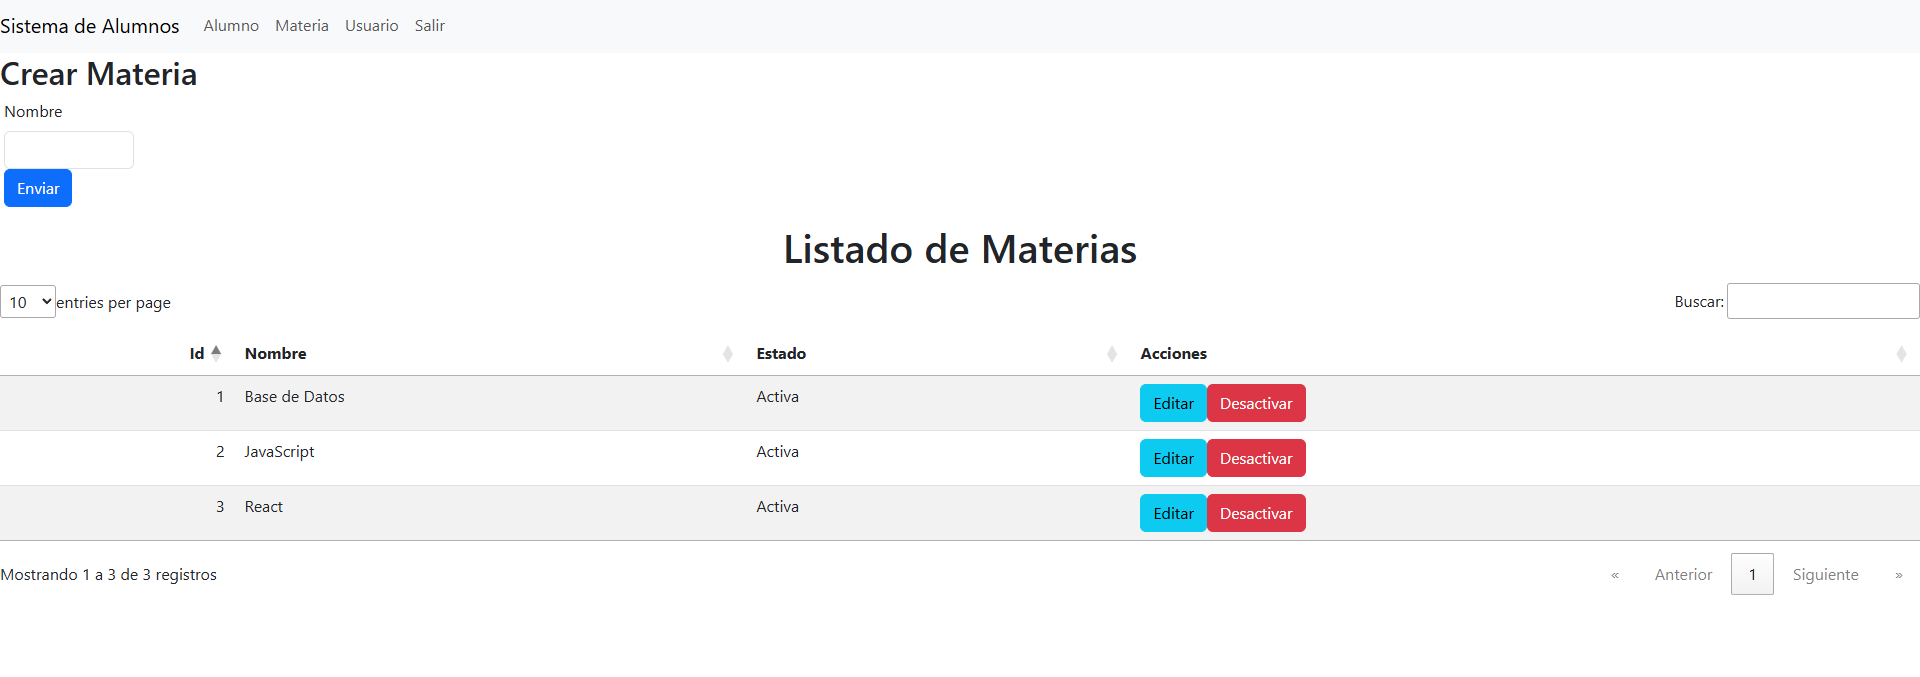 Sistema de Alumnos Alumno Materia Usuario Salir
Crear Materia
Nombre
Enviar
Listado de Materias
10 entries per page Buscar:
Id Nombre Estado Acciones
1 Base de Datos Activa Editar Desactivar
2 JavaScript Activa Editar Desactivar
3 React Activa Editar Desactivar
Mostrando 1 a 3 de 3 registros « Anterior 1 Siguiente »